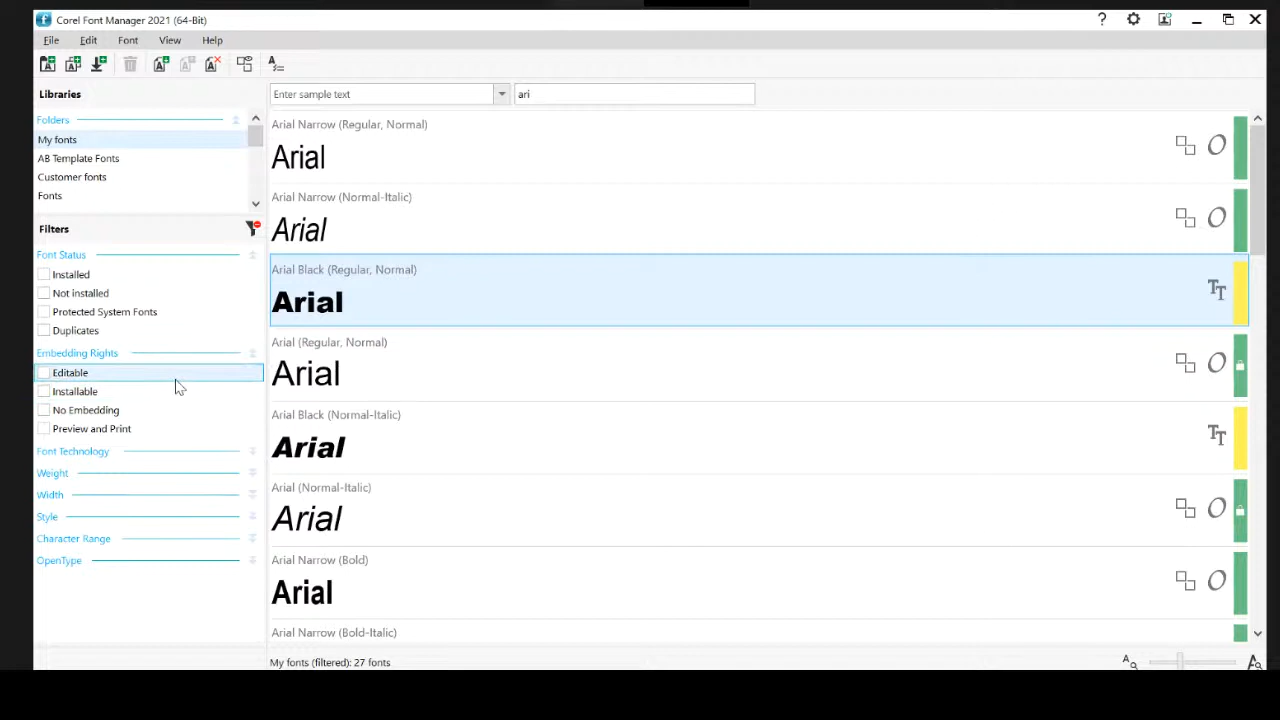 Corel Font Manager 2021 (64-Bit)
File Edit Font View Help
Libraries
Enter sample text
ari
Folders
My fonts
AB Template Fonts
Customer fonts
Fonts
Filters
Font Status
Installed
Not installed
Protected System Fonts
Duplicates
Embedding Rights
Editable
Installable
No Embedding
Preview and Print
Font Technology
Weight
Width
Style
Character Range
OpenType
Arial Narrow (Regular, Normal)
Arial
Arial Narrow (Normal-Italic)
Arial
Arial Black (Regular, Normal)
Arial
Arial (Regular, Normal)
Arial
Arial Black (Normal-Italic)
Arial
Arial (Normal-Italic)
Arial
Arial Narrow (Bold)
Arial
Arial Narrow (Bold-Italic)
My fonts (filtered): 27 fonts